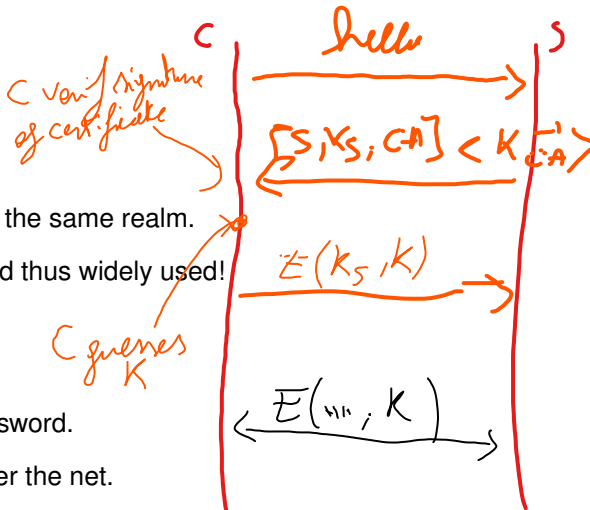 C S
hello
C verif signature
of certificate
[S, Ks, CA] < K⁻¹CA >
the same realm.
d thus widely used!
E(Ks, K)
C guesses
K
E(...., K)
sword.
er the net.